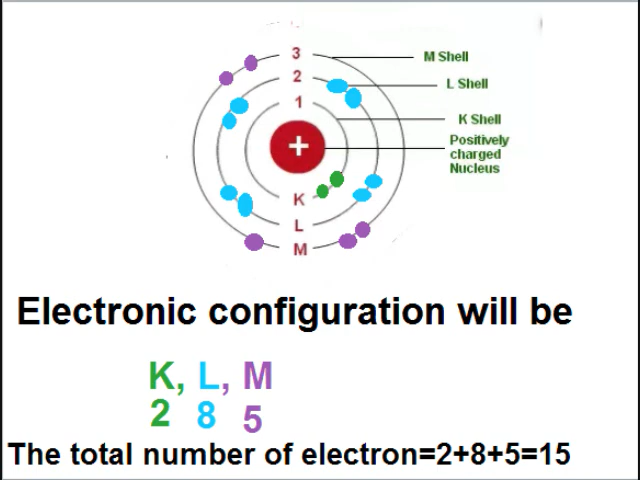 3
M Shell
2
L Shell
1
K Shell
+
Positively
charged
Nucleus
K
L
M
Electronic configuration will be
K, L, M
2 8 5
The total number of electron=2+8+5=15